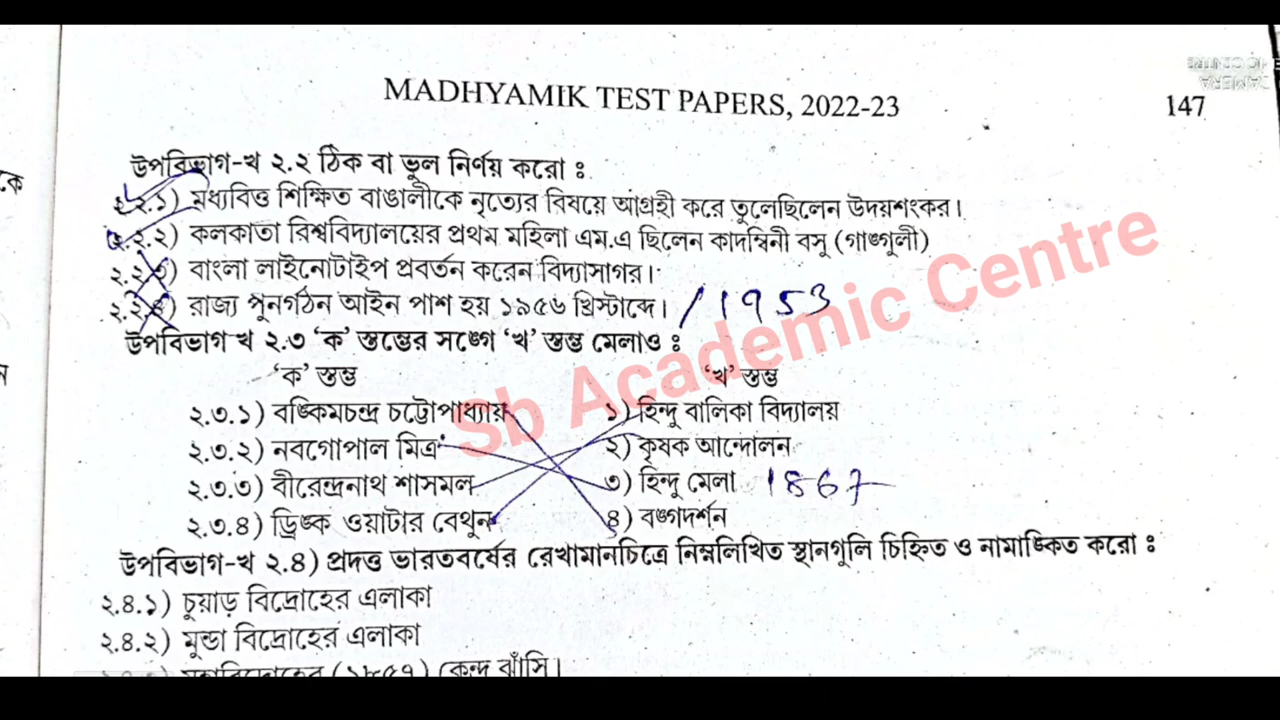 MADHYAMIK TEST PAPERS, 2022-23
147
উপবিভাগ-খ ২.২ ঠিক বা ভুল নির্ণয় করো :
২.২.১) মধ্যবিত্ত শিক্ষিত বাঙালীকে নৃত্যের বিষয়ে আগ্রহী করে তুলেছিলেন উদয়শংকর।
২.২.২) কলকাতা বিশ্ববিদ্যালয়ের প্রথম মহিলা এম.এ ছিলেন কাদম্বিনী বসু (গাঙ্গুলী)
২.২.৩) বাংলা লাইনোটাইপ প্রবর্তন করেন বিদ্যাসাগর।
২.২.৪) রাজ্য পুনর্গঠন আইন পাশ হয় ১৯৫৬ খ্রিস্টাব্দে। / 1953
উপবিভাগ খ ২.৩ ‘ক’ স্তম্ভের সঙ্গে ‘খ’ স্তম্ভ মেলাও :
‘ক’ স্তম্ভ ‘খ’ স্তম্ভ
২.৩.১) বঙ্কিমচন্দ্র চট্টোপাধ্যায় ১) হিন্দু বালিকা বিদ্যালয়
২.৩.২) নবগোপাল মিত্র ২) কৃষক আন্দোলন
২.৩.৩) বীরেন্দ্রনাথ শাসমল ৩) হিন্দু মেলা 1867
২.৩.৪) ড্রিঙ্ক ওয়াটার বেথুন ৪) বঙ্গদর্শন
উপবিভাগ-খ ২.৪) প্রদত্ত ভারতবর্ষের রেখামানচিত্রে নিম্নলিখিত স্থানগুলি চিহ্নিত ও নামাঙ্কিত করো :
২.৪.১) চুয়াড় বিদ্রোহের এলাকা
২.৪.২) মুন্ডা বিদ্রোহের এলাকা
Sb Academic Centre